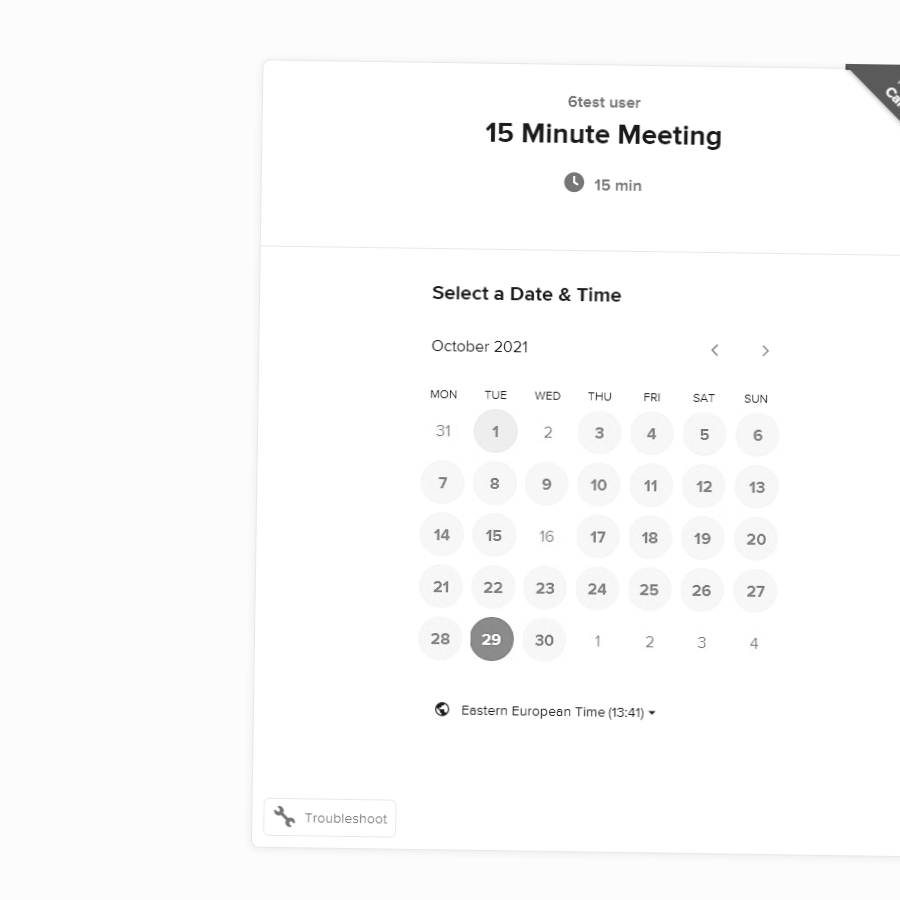 6test user
15 Minute Meeting
15 min
Select a Date & Time
October 2021
MON TUE WED THU FRI SAT SUN
31 1 2 3 4 5 6
7 8 9 10 11 12 13
14 15 16 17 18 19 20
21 22 23 24 25 26 27
28 29 30 1 2 3 4
Eastern European Time (13:41)
Troubleshoot